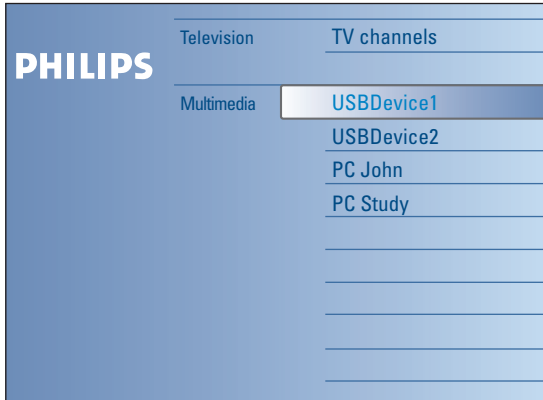 PHILIPS
Television TV channels
Multimedia USBDevice1
USBDevice2
PC John
PC Study